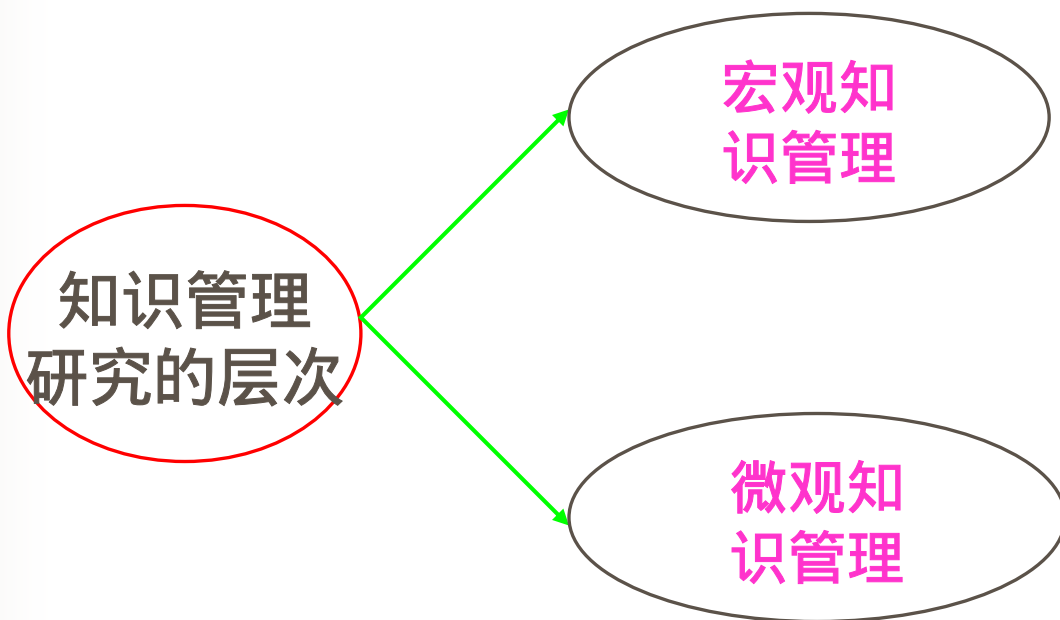 宏观知
识管理
知识管理
研究的层次
微观知
识管理